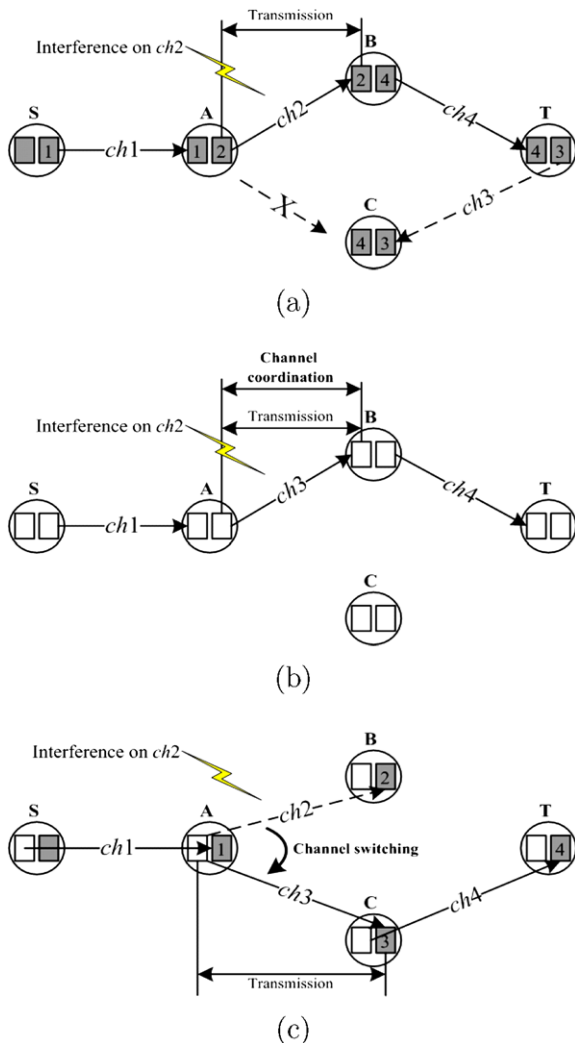 Transmission
Interference on ch2
B
2 4
S
A
T
ch2
ch4
1
ch1
1 2
4 3
X
ch3
C
4 3
(a)
Channel
coordination
Transmission
Interference on ch2
B
S
A
T
ch3
ch4
ch1
C
(b)
Interference on ch2
B
2
S
A
T
ch2
ch1
1
Channel switching
4
ch3
C
ch4
3
Transmission
(c)